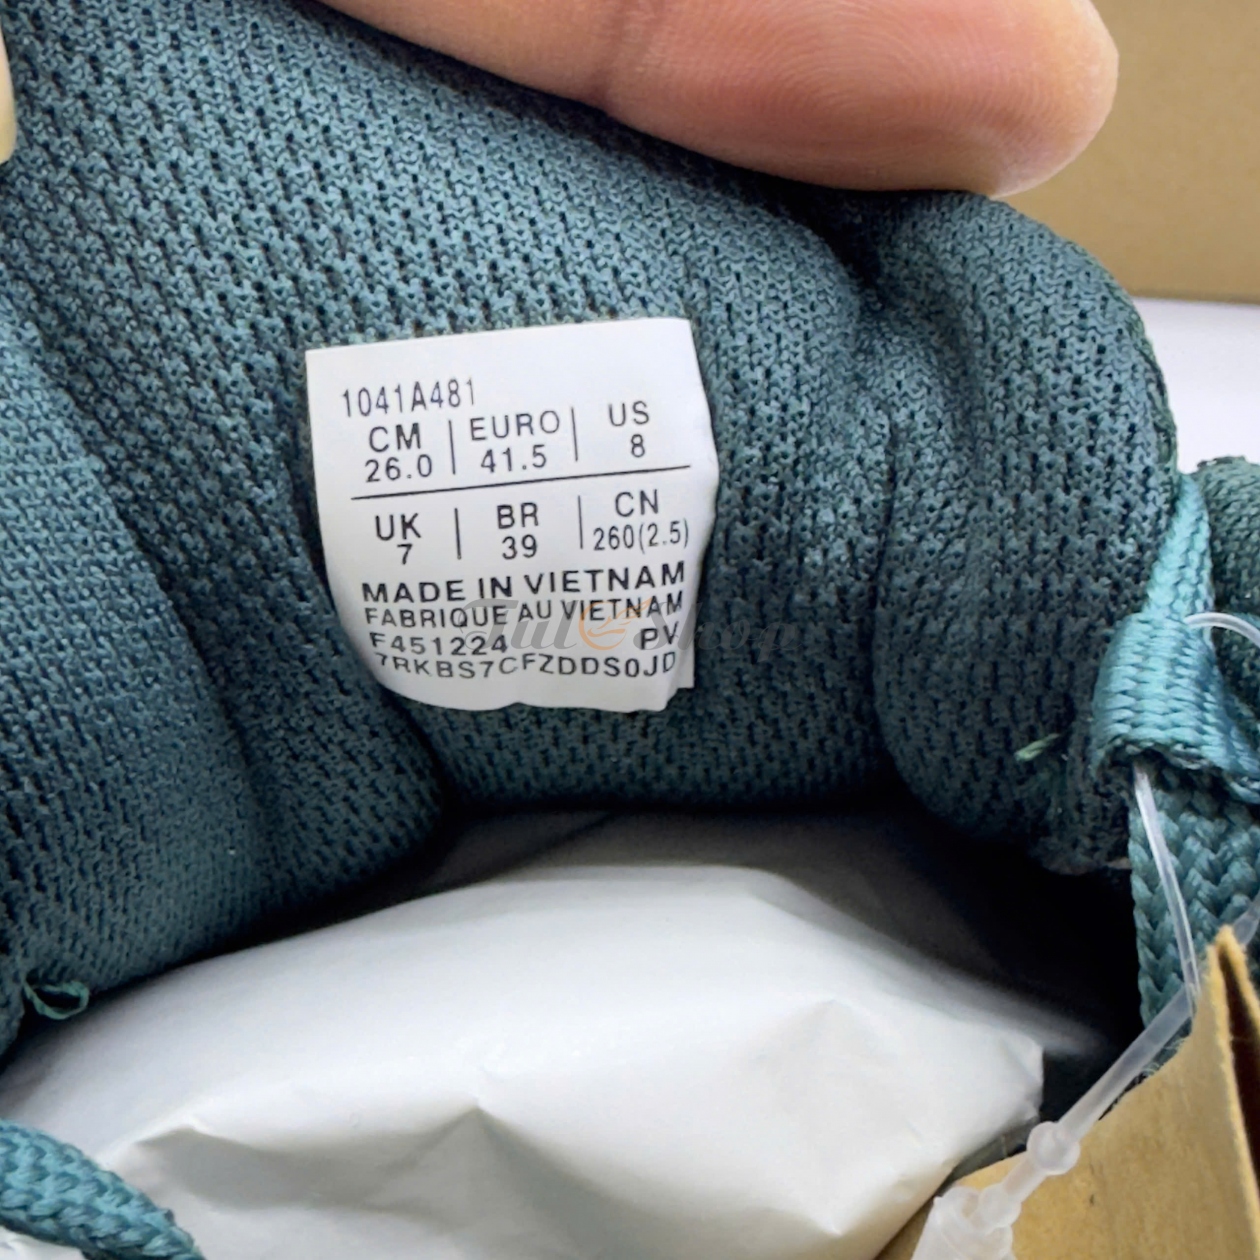 1041A481
CM | EURO | US
26.0 | 41.5 | 8
UK | BR | CN
7 | 39 | 260(2.5)
MADE IN VIETNAM
FABRIQUE AU VIETNAM
F451224 PV
7RKBS7CFZDDS0JD
Shop